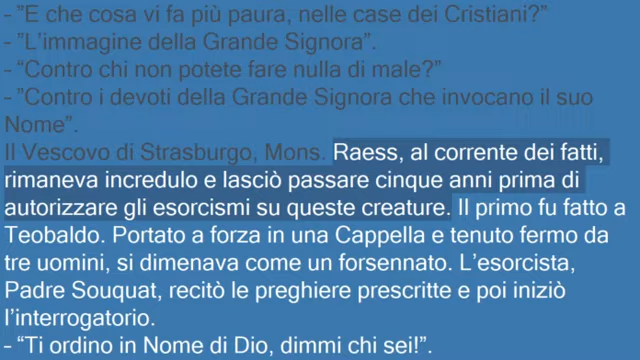 – ”E che cosa vi fa più paura, nelle case dei Cristiani?”
– ”L’immagine della Grande Signora”.
– “Contro chi non potete fare nulla di male?”
– ”Contro i devoti della Grande Signora che invocano il suo
Nome”.
Il Vescovo di Strasburgo, Mons. Raess, al corrente dei fatti,
rimaneva incredulo e lasciò passare cinque anni prima di
autorizzare gli esorcismi su queste creature. Il primo fu fatto a
Teobaldo. Portato a forza in una Cappella e tenuto fermo da
tre uomini, si dimenava come un forsennato. L’esorcista,
Padre Souquat, recitò le preghiere prescritte e poi iniziò
l’interrogatorio.
– “Ti ordino in Nome di Dio, dimmi chi sei!”.